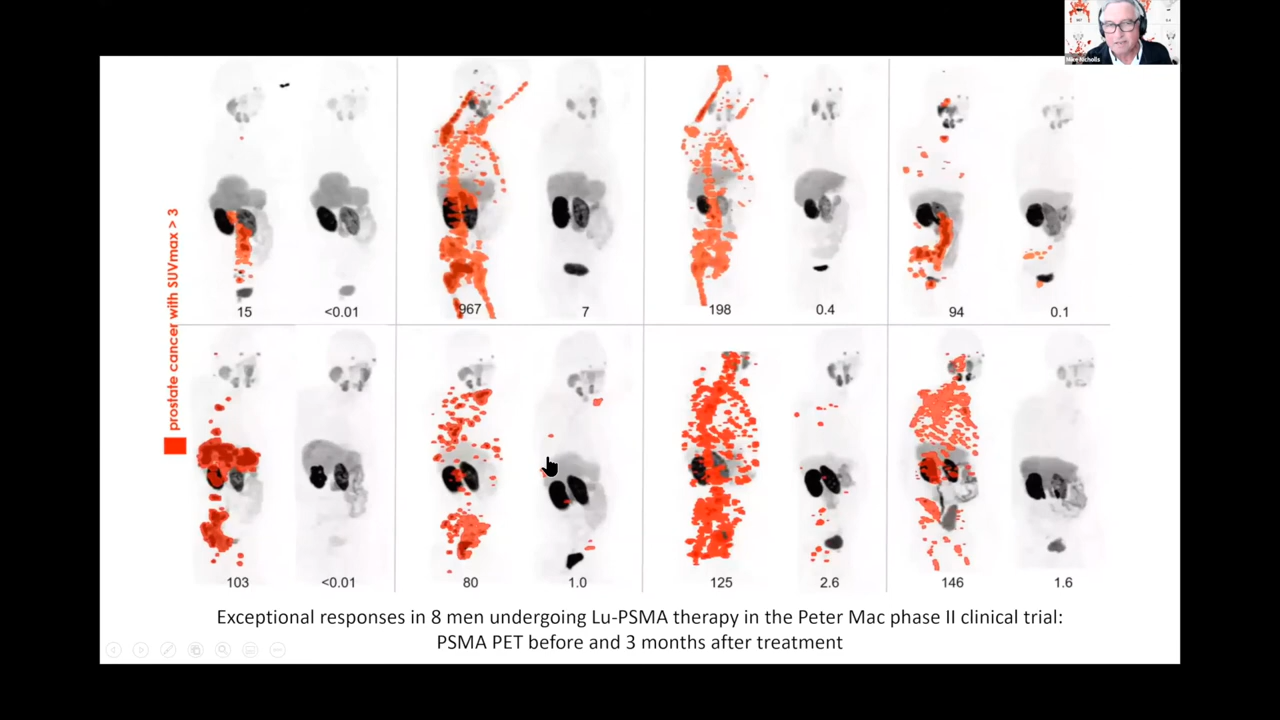 Mike Nicholls
prostate cancer with SUVmax > 3
15 <0.01 967 7 198 0.4 94 0.1
103 <0.01 80 1.0 125 2.6 146 1.6
Exceptional responses in 8 men undergoing Lu-PSMA therapy in the Peter Mac phase II clinical trial:
PSMA PET before and 3 months after treatment